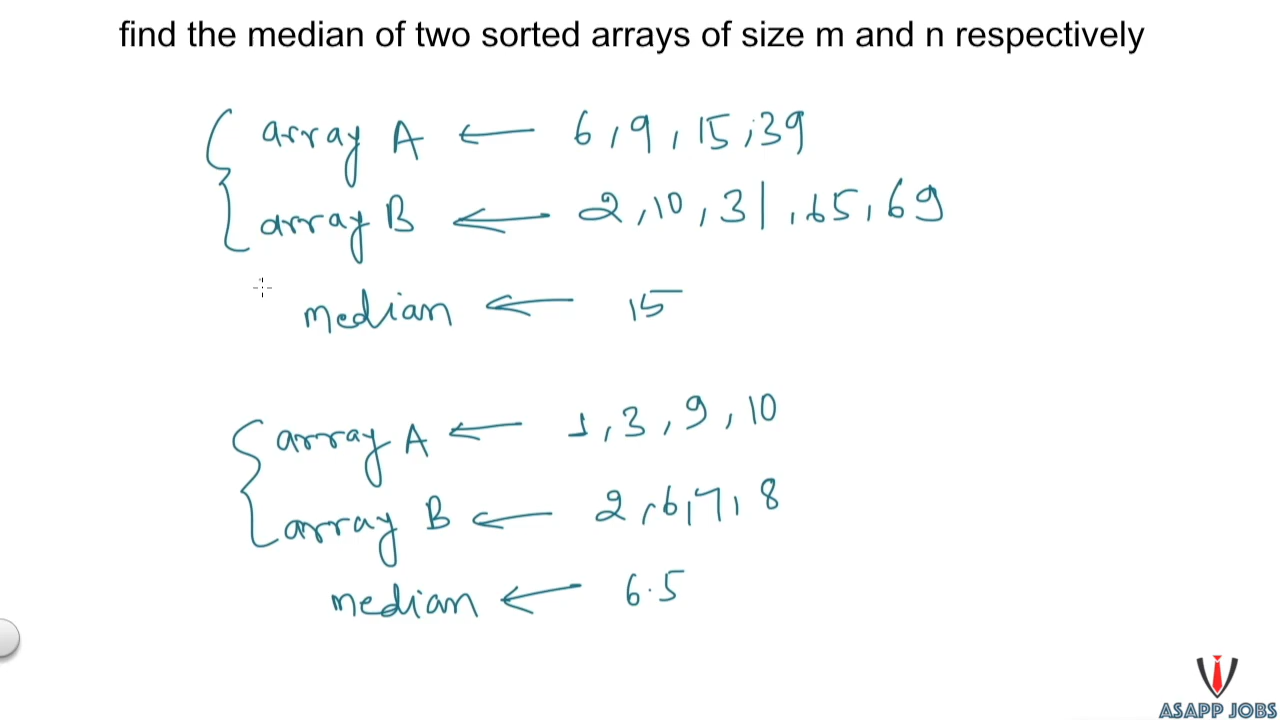 find the median of two sorted arrays of size m and n respectively
array A ← 6, 9, 15, 39
array B ← 2, 10, 31, 65, 69
median ← 15
array A ← 1, 3, 9, 10
array B ← 2, 6, 7, 8
median ← 6.5
ASAPP JOBS